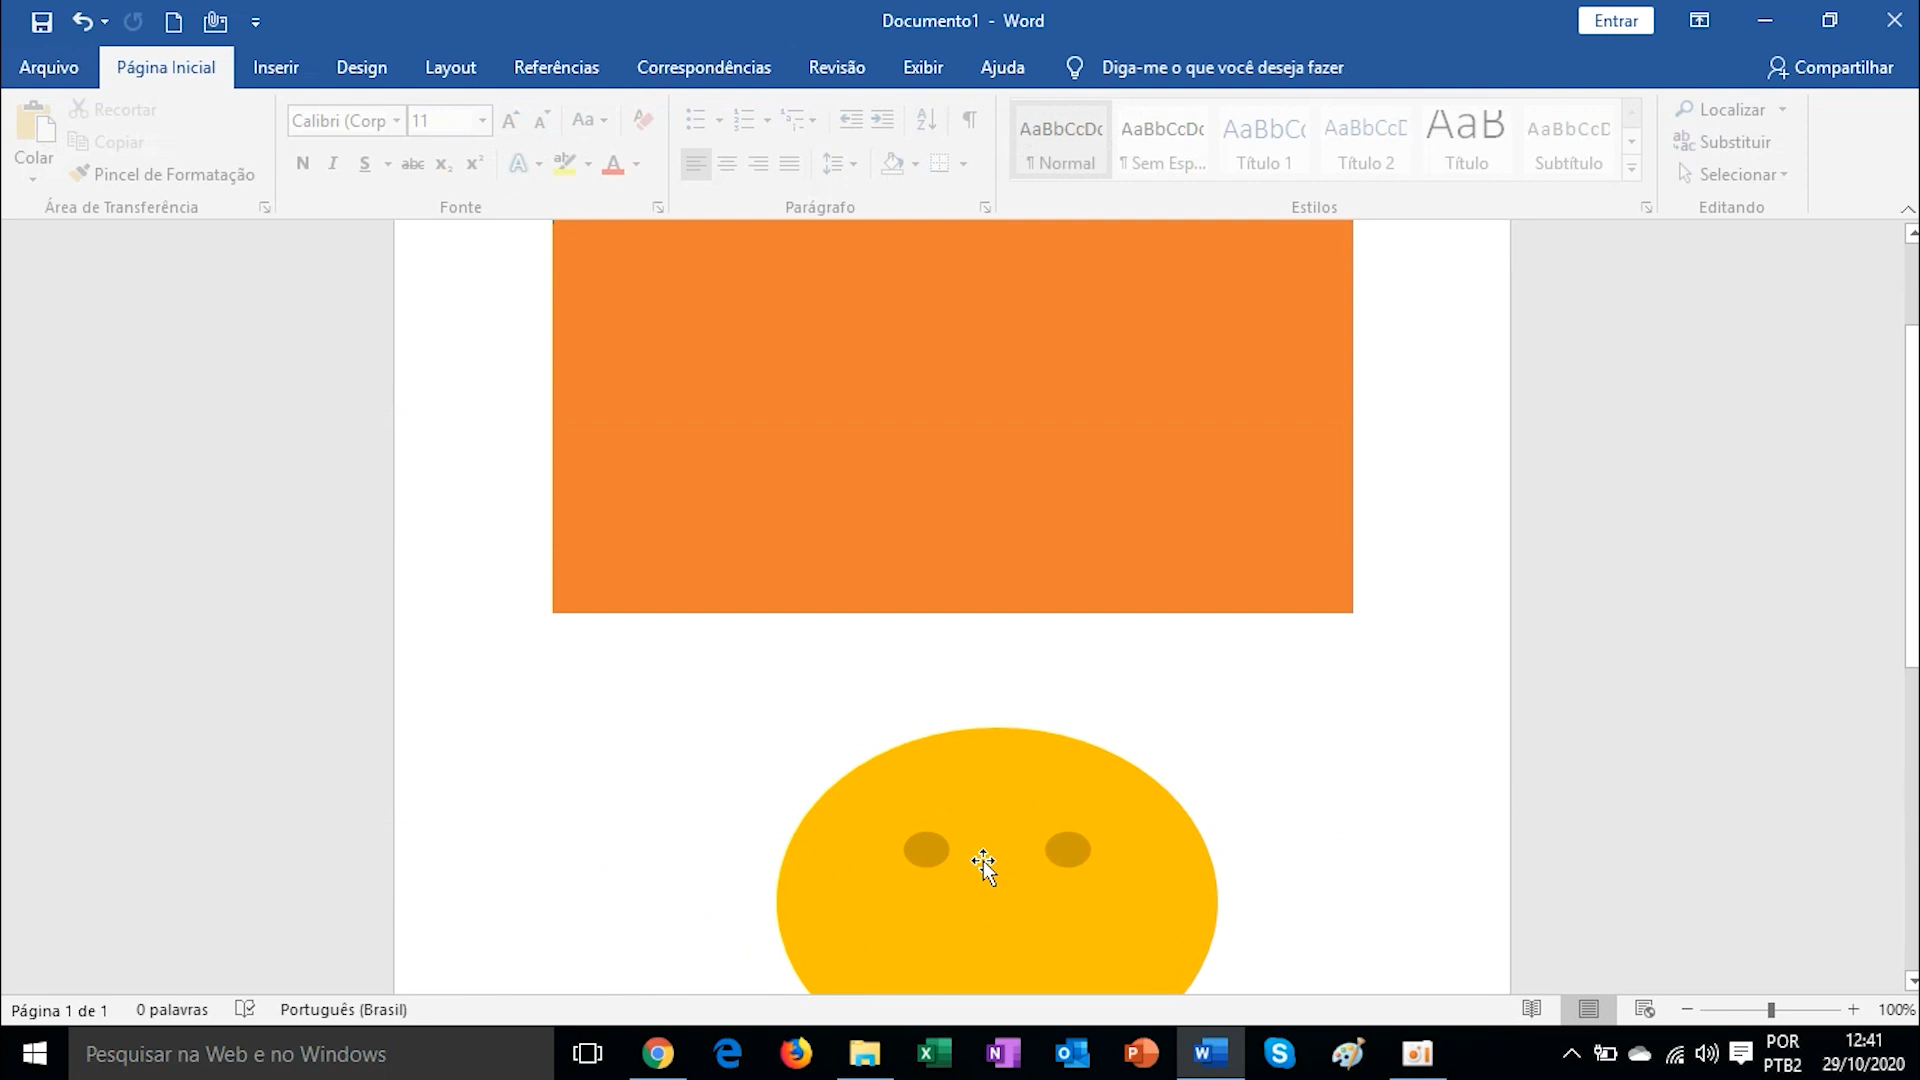 Documento1 - Word
Entrar
Arquivo
Página Inicial
Inserir
Design
Layout
Referências
Correspondências
Revisão
Exibir
Ajuda
Diga-me o que você deseja fazer
Compartilhar
Colar
Recortar
Copiar
Pincel de Formatação
Área de Transferência
Calibri (Corp
11
Aa
N I S abc x₂ x²
A
Fonte
Parágrafo
AaBbCcDc
¶ Normal
AaBbCcDc
¶ Sem Esp...
AaBbCc
Título 1
AaBbCcD
Título 2
AaB
Título
AaBbCcD
Subtítulo
Estilos
Localizar
Substituir
Selecionar
Editando
Página 1 de 1
0 palavras
Português (Brasil)
100%
Pesquisar na Web e no Windows
POR
PTB2
12:41
29/10/2020